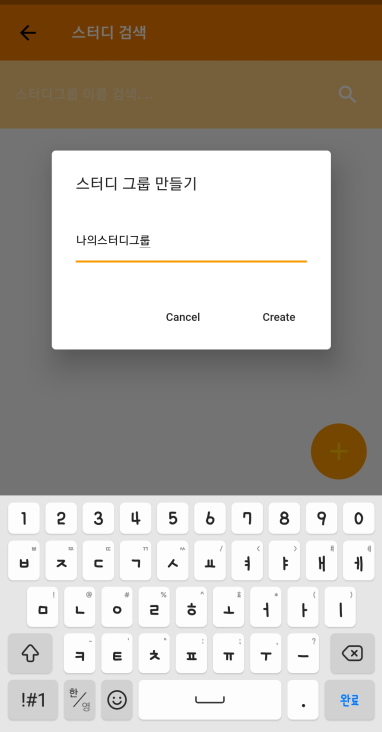 스터디 검색
스터디그룹 이름 검색...
스터디 그룹 만들기
나의스터디그룹
Cancel Create
+
1 2 3 4 5 6 7 8 9 0
ㅂ ㅈ ㄷ ㄱ ㅅ ㅛ ㅕ ㅑ ㅐ ㅔ
ㅁ ㄴ ㅇ ㄹ ㅎ ㅗ ㅓ ㅏ ㅣ
ㅋ ㅌ ㅊ ㅍ ㅠ ㅜ ㅡ
!#1 한/영 . 완료